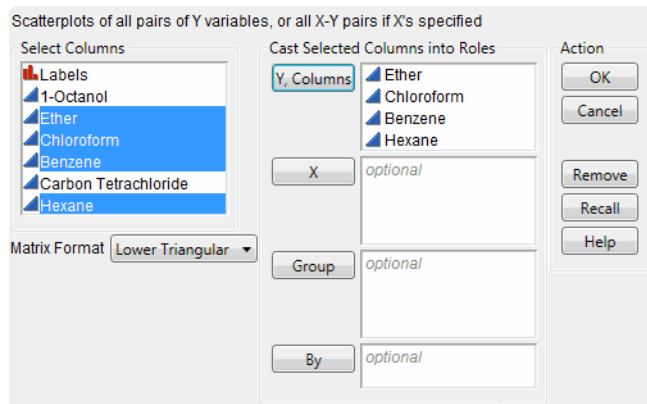 Scatterplots of all pairs of Y variables, or all X-Y pairs if X's specified
Select Columns
Labels
1-Octanol
Ether
Chloroform
Benzene
Carbon Tetrachloride
Hexane
Matrix Format Lower Triangular
Cast Selected Columns into Roles
Y, Columns
Ether
Chloroform
Benzene
Hexane
X optional
Group optional
By optional
Action
OK
Cancel
Remove
Recall
Help